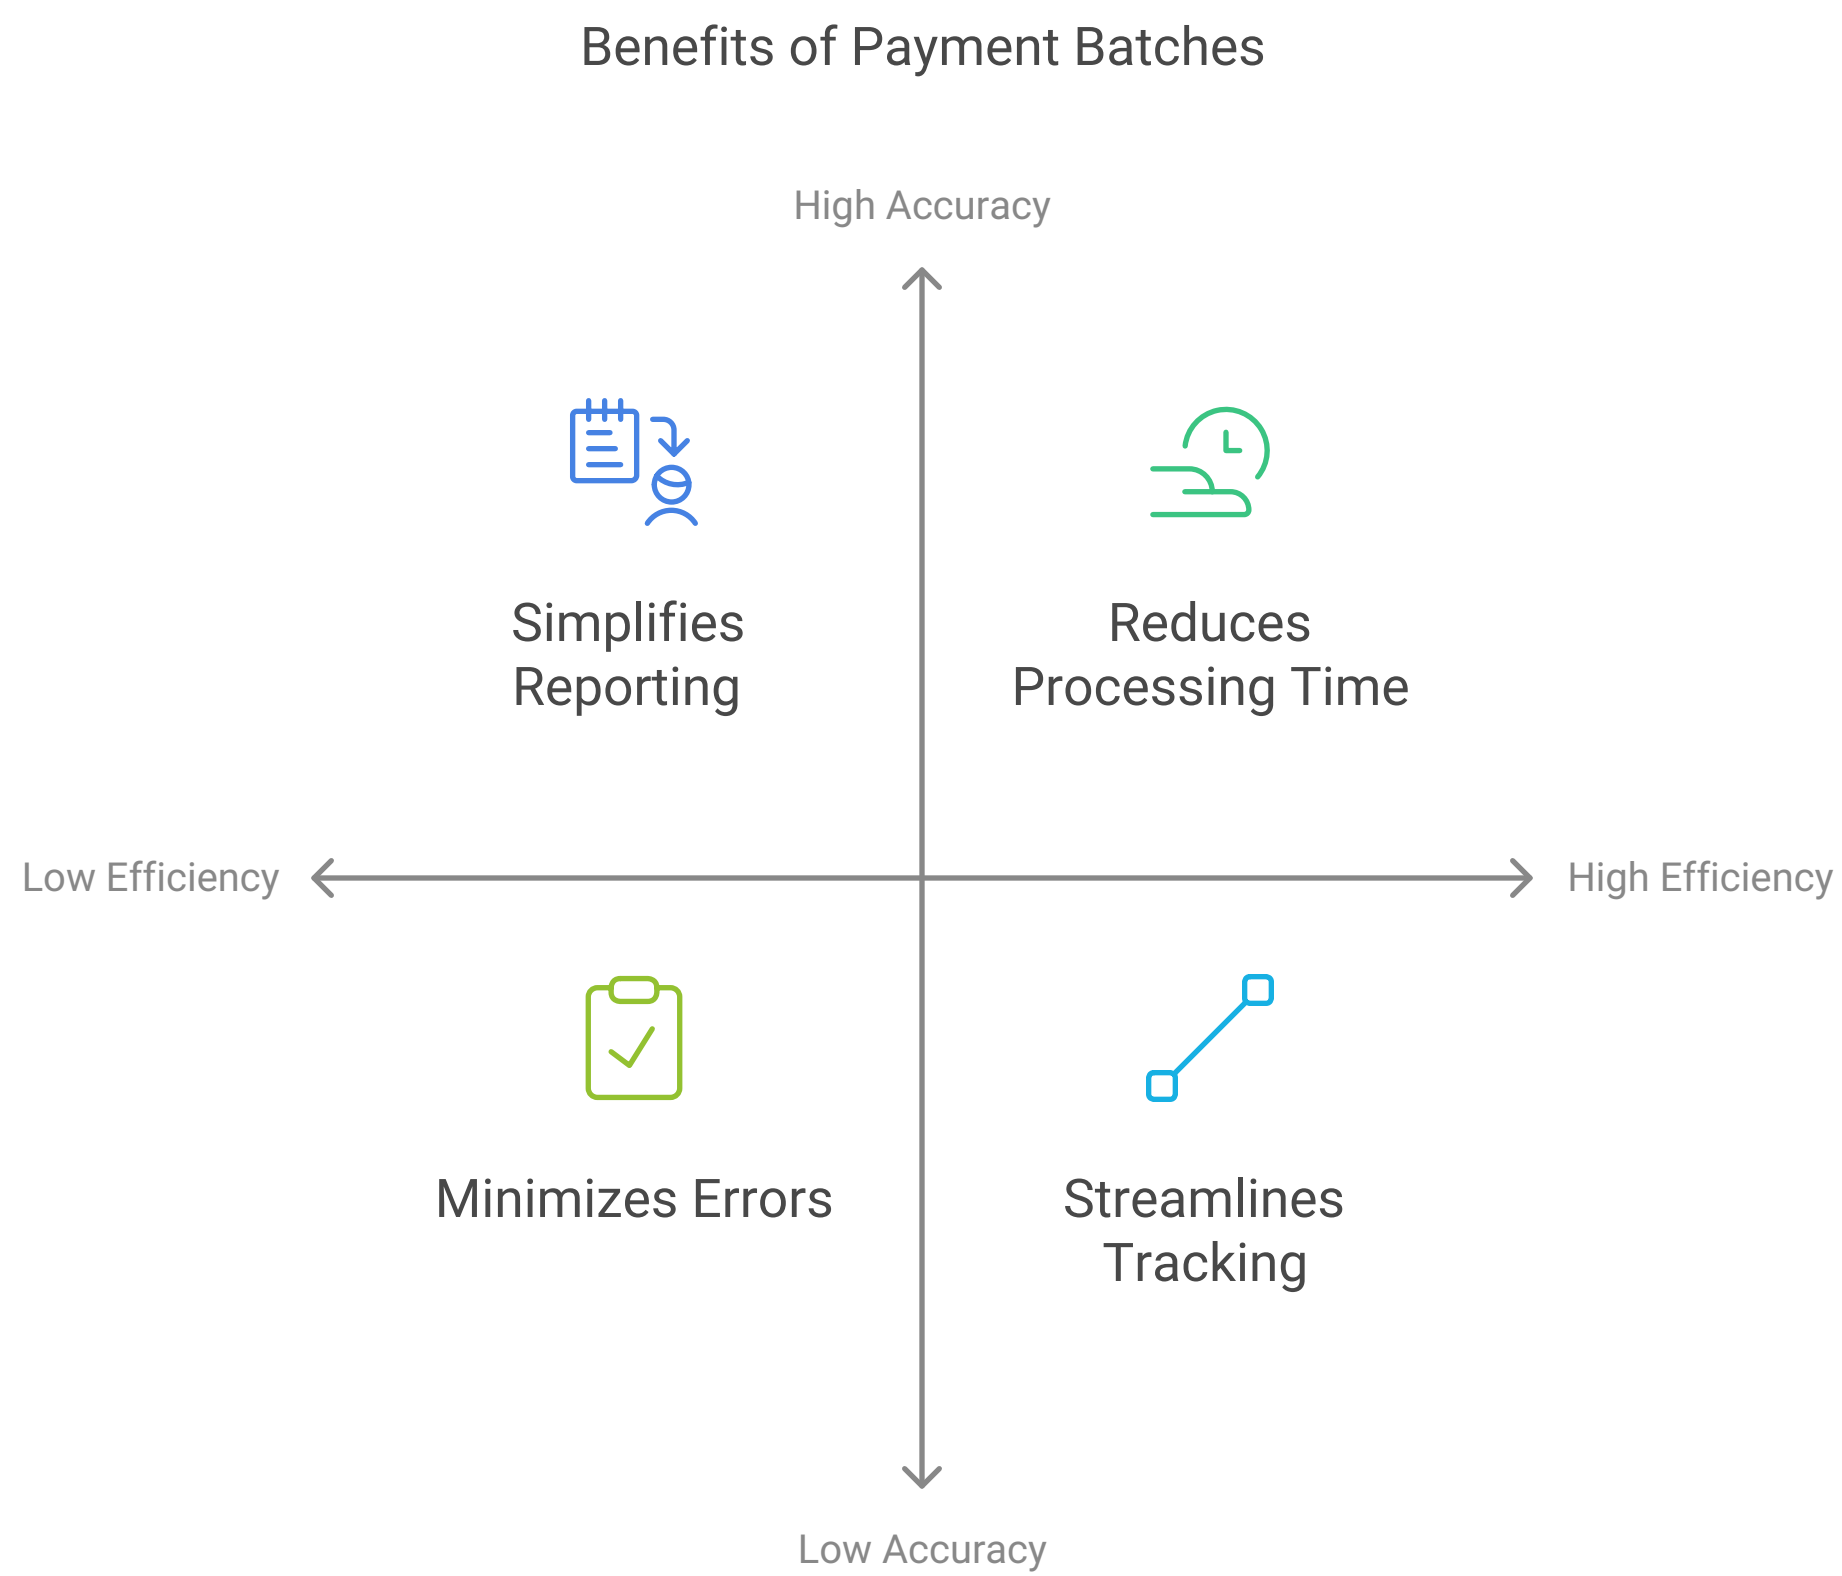 Benefits of Payment Batches
High Accuracy
Simplifies
Reporting
Reduces
Processing Time
Low Efficiency
High Efficiency
Minimizes Errors
Streamlines
Tracking
Low Accuracy